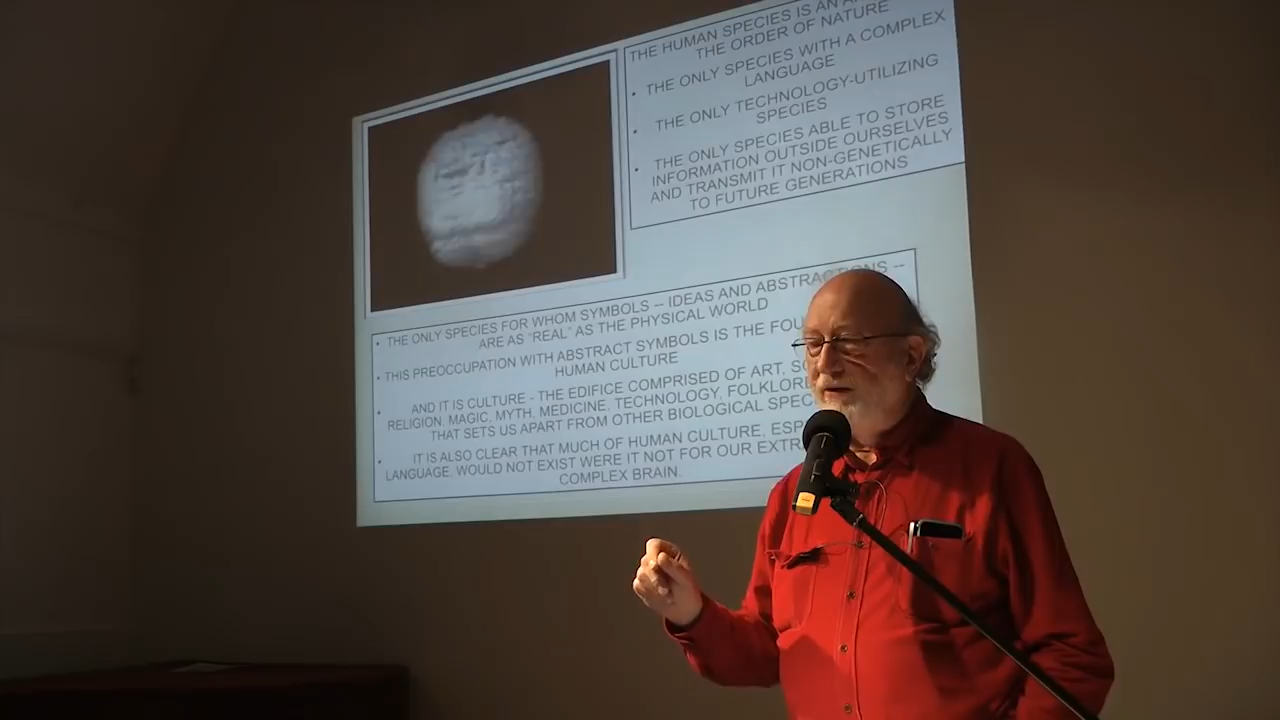 THE HUMAN SPECIES IS AN
THE ORDER OF NATURE
• THE ONLY SPECIES WITH A COMPLEX
LANGUAGE
• THE ONLY TECHNOLOGY-UTILIZING
SPECIES
• THE ONLY SPECIES ABLE TO STORE
INFORMATION OUTSIDE OURSELVES
AND TRANSMIT IT NON-GENETICALLY
TO FUTURE GENERATIONS
• THE ONLY SPECIES FOR WHOM SYMBOLS -- IDEAS AND ABSTRACTIONS --
ARE AS "REAL" AS THE PHYSICAL WORLD
• THIS PREOCCUPATION WITH ABSTRACT SYMBOLS IS THE
HUMAN CULTURE
• AND IT IS CULTURE - THE EDIFICE COMPRISED OF ART,
RELIGION, MAGIC, MYTH, MEDICINE, TECHNOLOGY,
THAT SETS US APART FROM OTHER BIOLOGICAL
• IT IS ALSO CLEAR THAT MUCH OF HUMAN CULTURE,
LANGUAGE, WOULD NOT EXIST WERE IT NOT FOR OUR
COMPLEX BRAIN.